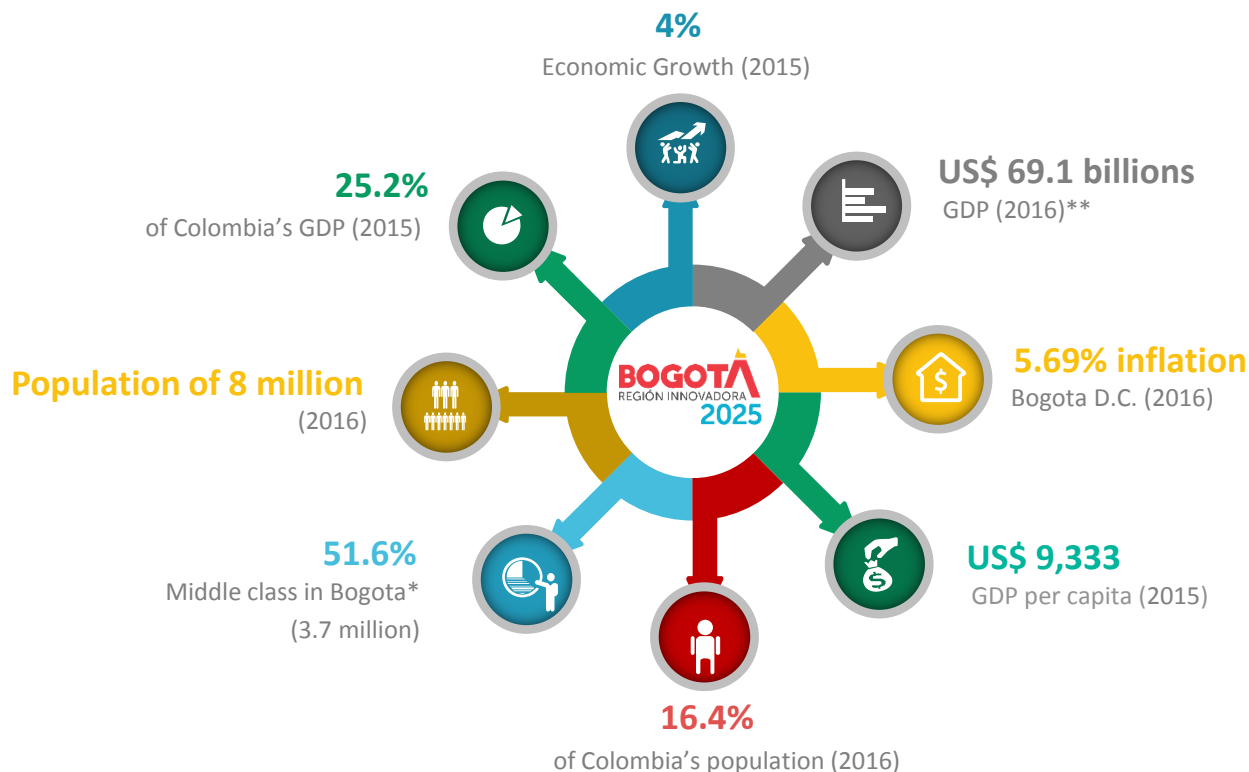 4%
Economic Growth (2015)
US$ 69.1 billions
GDP (2016)**
25.2%
of Colombia's GDP (2015)
5.69% inflation
Bogota D.C. (2016)
BOGOTÁ
REGIÓN INNOVADORA
2025
Population of 8 million
(2016)
51.6%
Middle class in Bogota*
(3.7 million)
US$ 9,333
GDP per capita (2015)
16.4%
of Colombia's population (2016)